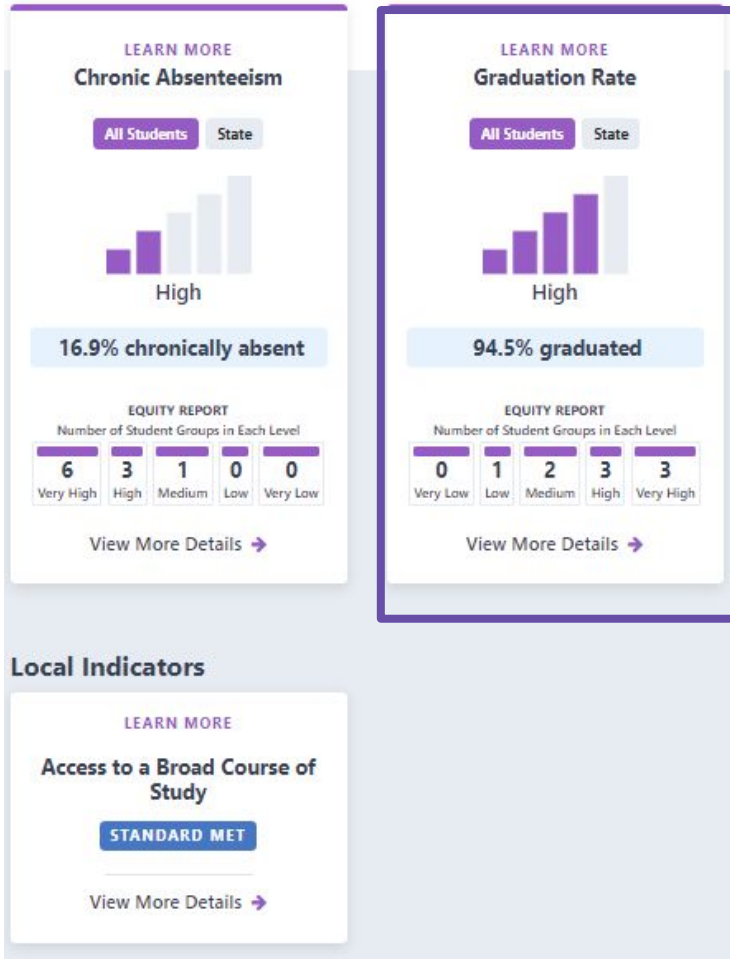 LEARN MORE
Chronic Absenteeism
All Students State
High
16.9% chronically absent
EQUITY REPORT
Number of Student Groups in Each Level
6 3 1 0 0
Very High High Medium Low Very Low
View More Details →
LEARN MORE
Graduation Rate
All Students State
High
94.5% graduated
EQUITY REPORT
Number of Student Groups in Each Level
0 1 2 3 3
Very Low Low Medium High Very High
View More Details →
Local Indicators
LEARN MORE
Access to a Broad Course of
Study
STANDARD MET
View More Details →